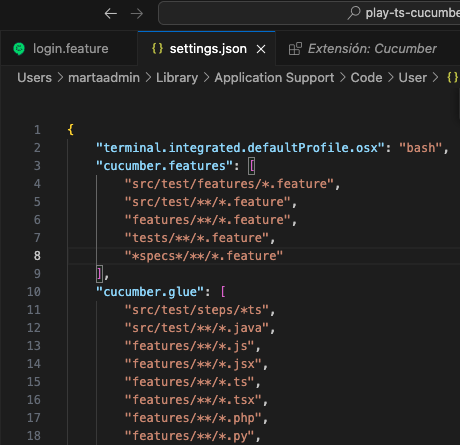 play-ts-cucumbe
login.feature
{} settings.json
Extensión: Cucumber
Users > martaadmin > Library > Application Support > Code > User > {}
1 {
2 "terminal.integrated.defaultProfile.osx": "bash",
3 "cucumber.features": [
4 "src/test/features/*.feature",
5 "src/test/**/*.feature",
6 "features/**/*.feature",
7 "tests/**/*.feature",
8 "*specs*/**/*.feature"
9 ],
10 "cucumber.glue": [
11 "src/test/steps/*ts",
12 "src/test/**/*.java",
13 "features/**/*.js",
14 "features/**/*.jsx",
15 "features/**/*.ts",
16 "features/**/*.tsx",
17 "features/**/*.php",
18 "features/**/*.py",